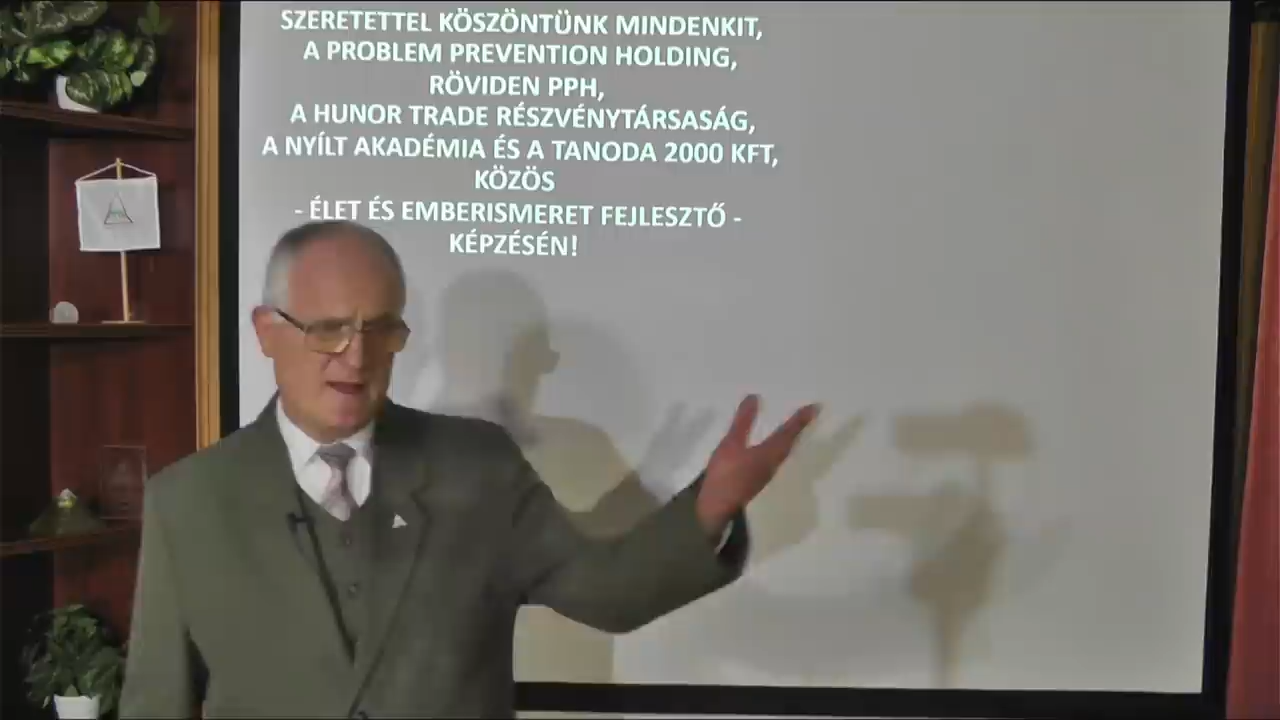 SZERETETTEL KÖSZÖNTÜNK MINDENKIT,
A PROBLEM PREVENTION HOLDING,
RÖVIDEN PPH,
A HUNOR TRADE RÉSZVÉNYTÁRSASÁG,
A NYÍLT AKADÉMIA ÉS A TANODA 2000 KFT,
KÖZÖS
- ÉLET ÉS EMBERISMERET FEJLESZTŐ -
KÉPZÉSÉN!